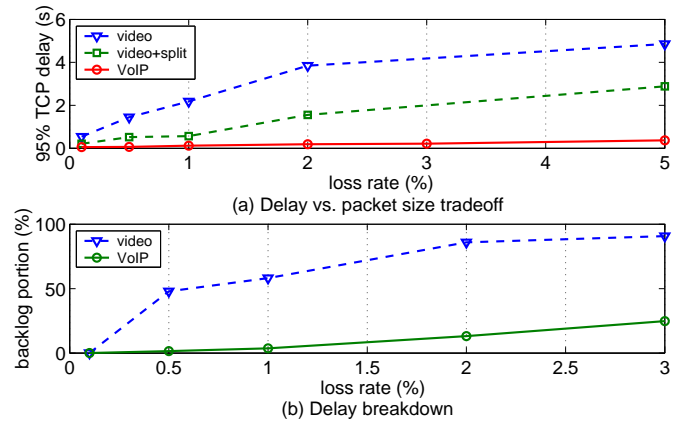 95% TCP delay (s)
6
4
2
0
video
video+split
VoIP
0 1 2 3 4 5
loss rate (%)
(a) Delay vs. packet size tradeoff
backlog portion (%)
100
50
0
video
VoIP
0 0.5 1 1.5 2 2.5 3
loss rate (%)
(b) Delay breakdown